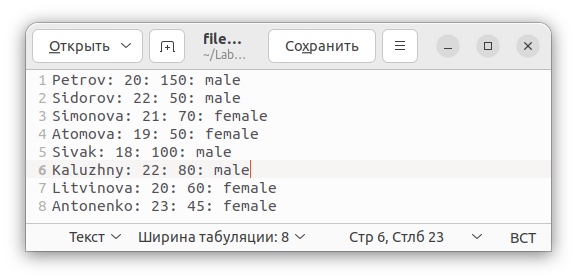 Открыть
file...
~/Lab...
Сохранить
1 Petrov: 20: 150: male
2 Sidorov: 22: 50: male
3 Simonova: 21: 70: female
4 Atomova: 19: 50: female
5 Sivak: 18: 100: male
6 Kaluzhny: 22: 80: male
7 Litvinova: 20: 60: female
8 Antonenko: 23: 45: female
Текст Ширина табуляции: 8 Стр 6, Стлб 23 ВСТ